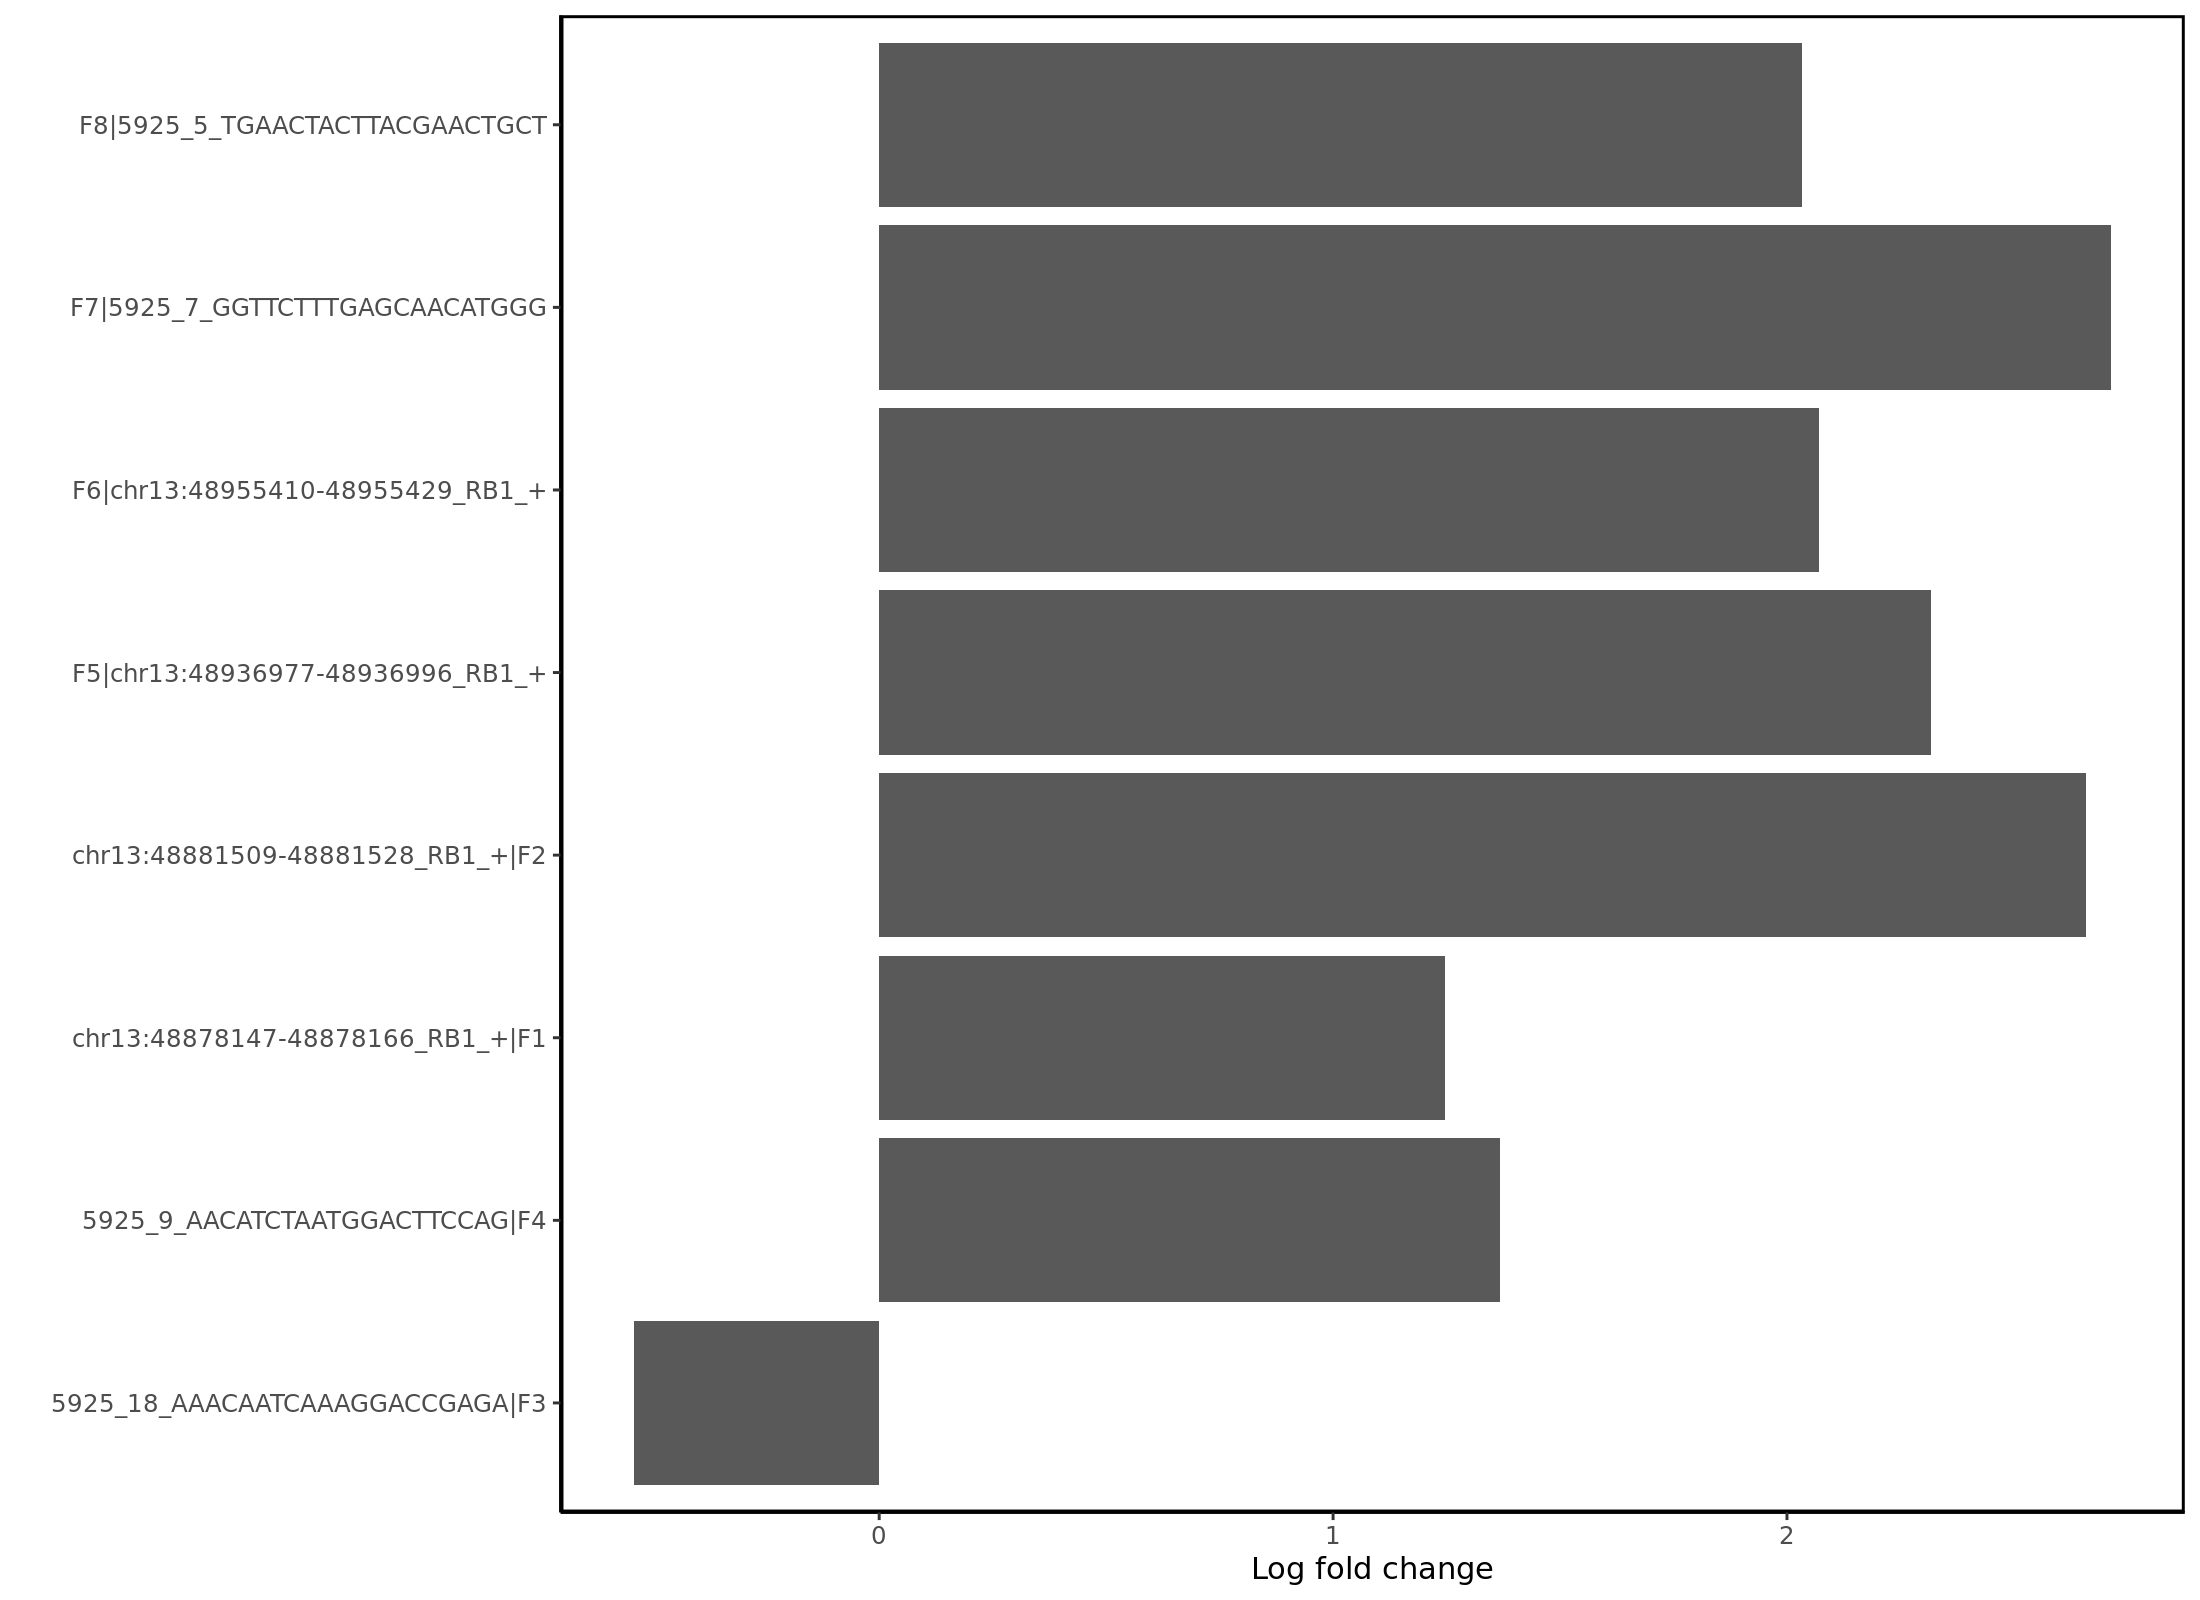 F8|5925_5_TGAACTACTTACGAACTGCT
F7|5925_7_GGTTCTTTGAGCAACATGGG
F6|chr13:48955410-48955429_RB1_+
F5|chr13:48936977-48936996_RB1_+
chr13:48881509-48881528_RB1_+|F2
chr13:48878147-48878166_RB1_+|F1
5925_9_AACATCTAATGGACTTCCAG|F4
5925_18_AAACAATCAAAGGACCGAGA|F3
0 1 2
Log fold change